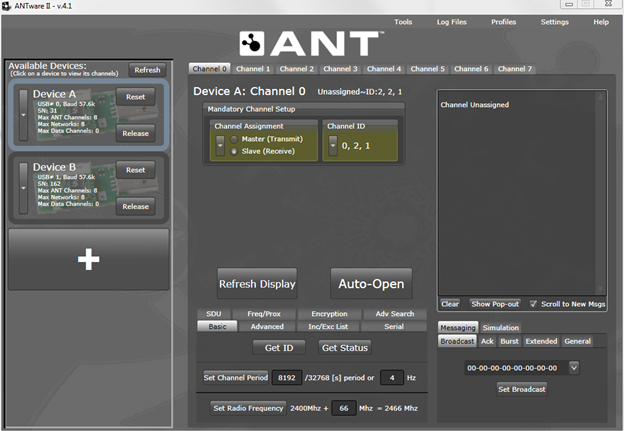 ANTware II - v.4.1
Tools Log Files Profiles Settings Help
ANT™
Available Devices:
(Click on a device to view its channels)
Refresh
Device A
USB# 0, Baud 57.6k
SN: 31
Max ANT Channels: 8
Max Networks: 8
Max Data Channels: 0
Reset
Release
Device B
USB# 1, Baud 57.6k
SN: 162
Max ANT Channels: 8
Max Networks: 8
Max Data Channels: 0
Reset
Release
+
Channel 0 Channel 1 Channel 2 Channel 3 Channel 4 Channel 5 Channel 6 Channel 7
Device A: Channel 0 Unassigned~ID:2, 2, 1
Mandatory Channel Setup
Channel Assignment
Master (Transmit)
Slave (Receive)
Channel ID
0, 2, 1
Refresh Display
Auto-Open
SDU Freq/Prox Encryption Adv Search
Basic Advanced Inc/Exc List Serial
Get ID Get Status
Set Channel Period 8192 /32768 [s] period or 4 Hz
Set Radio Frequency 2400Mhz + 66 Mhz = 2466 Mhz
Channel Unassigned
Clear Show Pop-out Scroll to New Msgs
Messaging Simulation
Broadcast Ack Burst Extended General
00-00-00-00-00-00-00-00
Set Broadcast